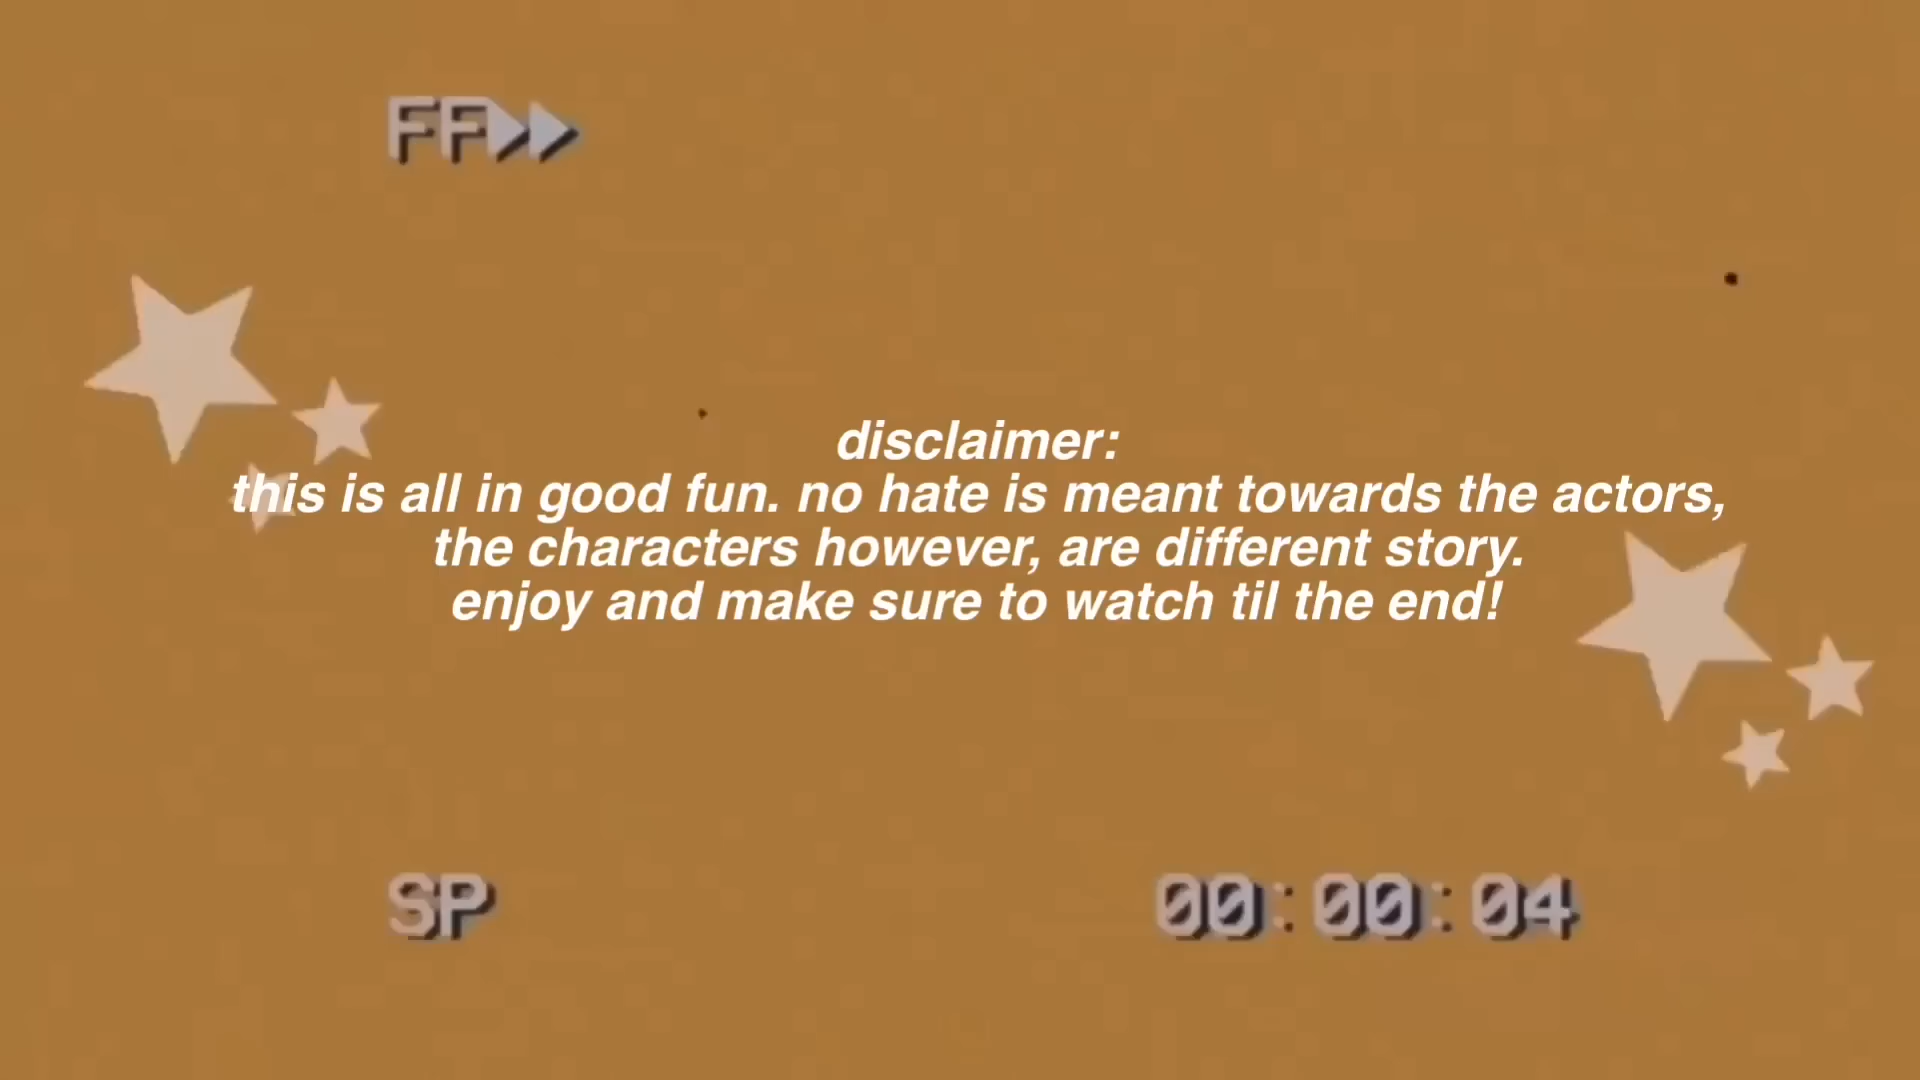 FF
disclaimer:
this is all in good fun. no hate is meant towards the actors,
the characters however, are different story.
enjoy and make sure to watch til the end!
SP 00:00:04